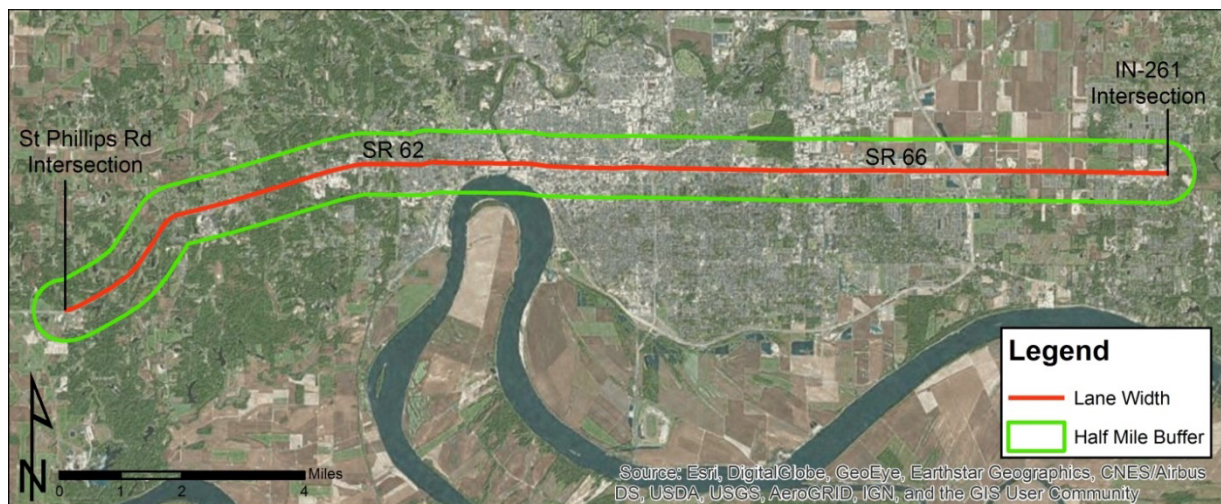 IN-261
Intersection
St Phillips Rd
Intersection
SR 62
SR 66
Legend
Lane Width
Half Mile Buffer
N
Miles
0 2 4
Source: Esri, DigitalGlobe, GeoEye, Earthstar Geographics, CNES/Airbus
DS, USDA, USGS, AeroGRID, IGN, and the GIS User Community